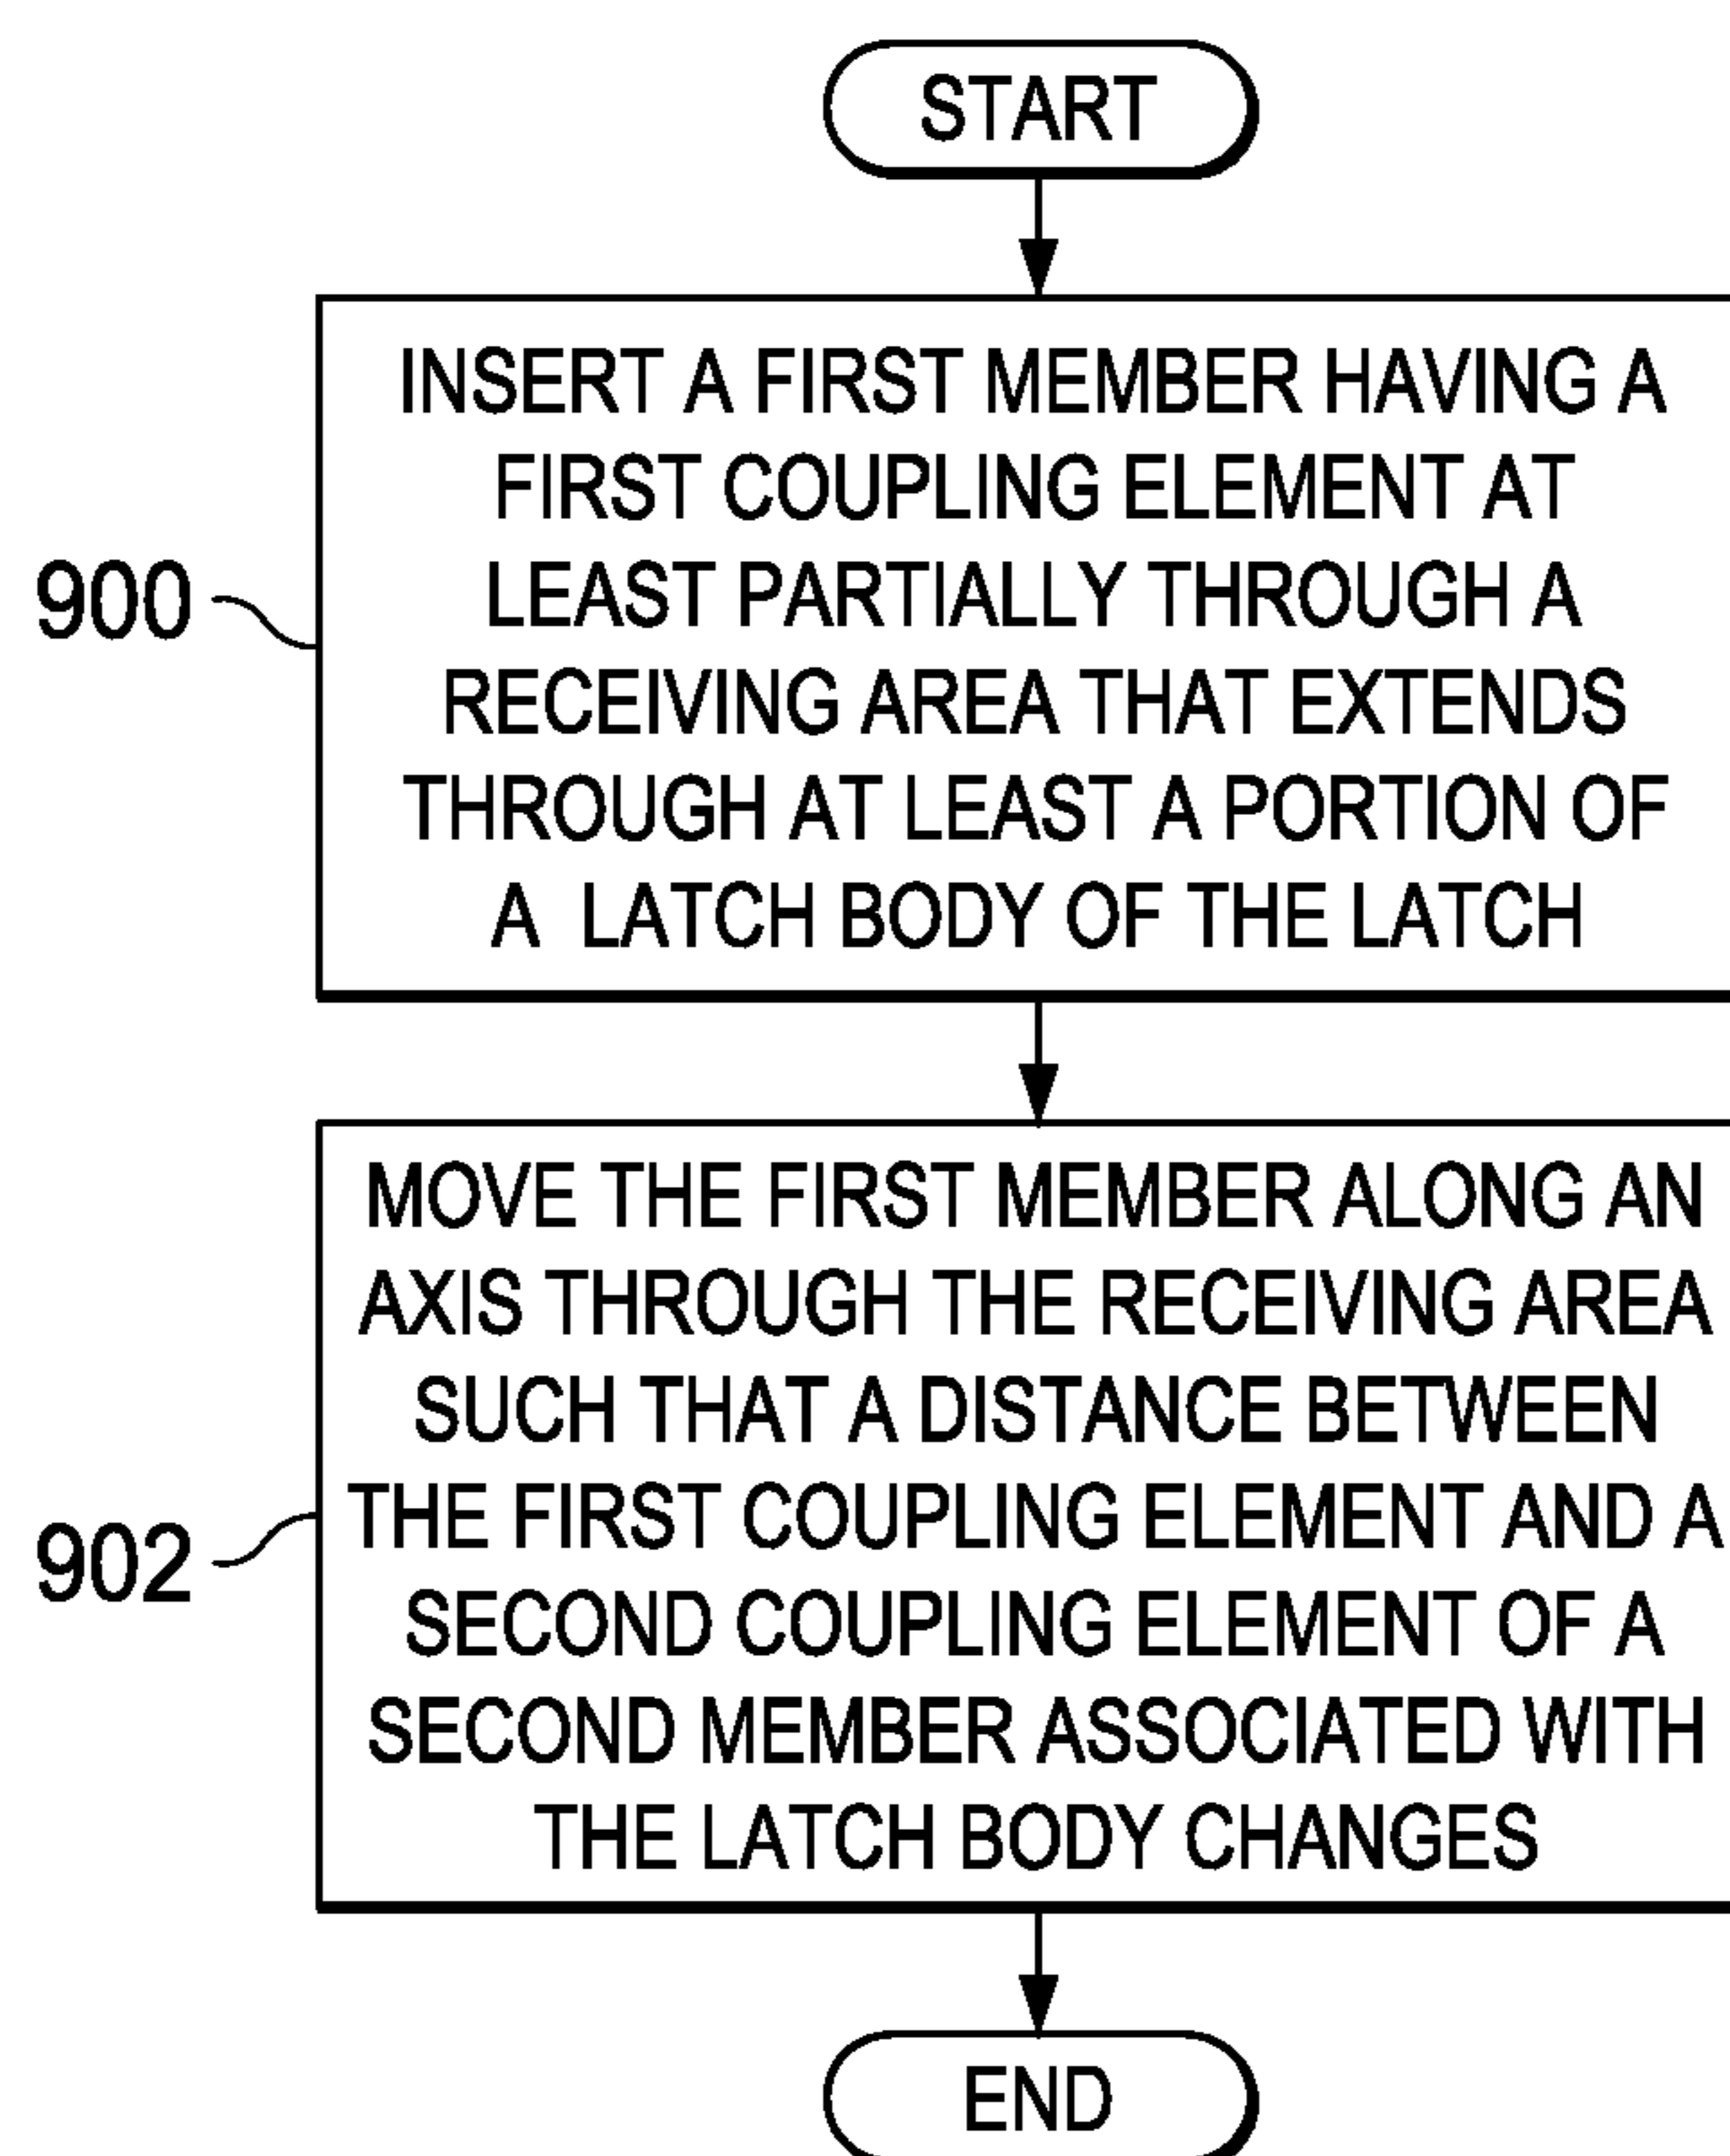 START
INSERT A FIRST MEMBER HAVING A
FIRST COUPLING ELEMENT AT
LEAST PARTIALLY THROUGH A
RECEIVING AREA THAT EXTENDS
THROUGH AT LEAST A PORTION OF
A LATCH BODY OF THE LATCH
900
MOVE THE FIRST MEMBER ALONG AN
AXIS THROUGH THE RECEIVING AREA
SUCH THAT A DISTANCE BETWEEN
THE FIRST COUPLING ELEMENT AND A
SECOND COUPLING ELEMENT OF A
SECOND MEMBER ASSOCIATED WITH
THE LATCH BODY CHANGES
902
END